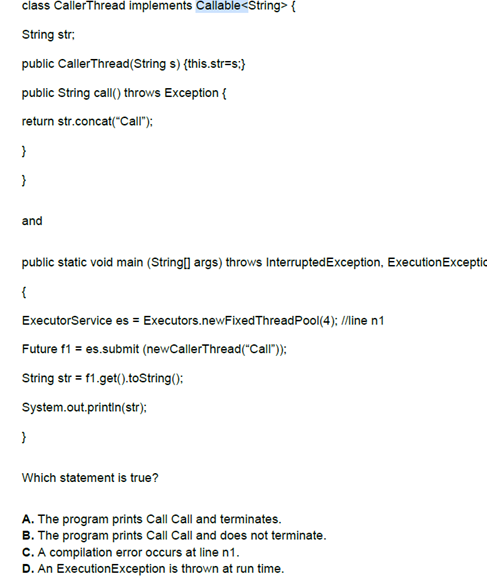 class CallerThread implements Callable<String> {
String str;
public CallerThread(String s) {this.str=s;}
public String call() throws Exception {
return str.concat(“Call”);
}
}
and
public static void main (String[] args) throws InterruptedException, ExecutionExceptic
{
ExecutorService es = Executors.newFixedThreadPool(4); //line n1
Future f1 = es.submit (newCallerThread(“Call”));
String str = f1.get().toString();
System.out.println(str);
}
Which statement is true?
A. The program prints Call Call and terminates.
B. The program prints Call Call and does not terminate.
C. A compilation error occurs at line n1.
D. An ExecutionException is thrown at run time.